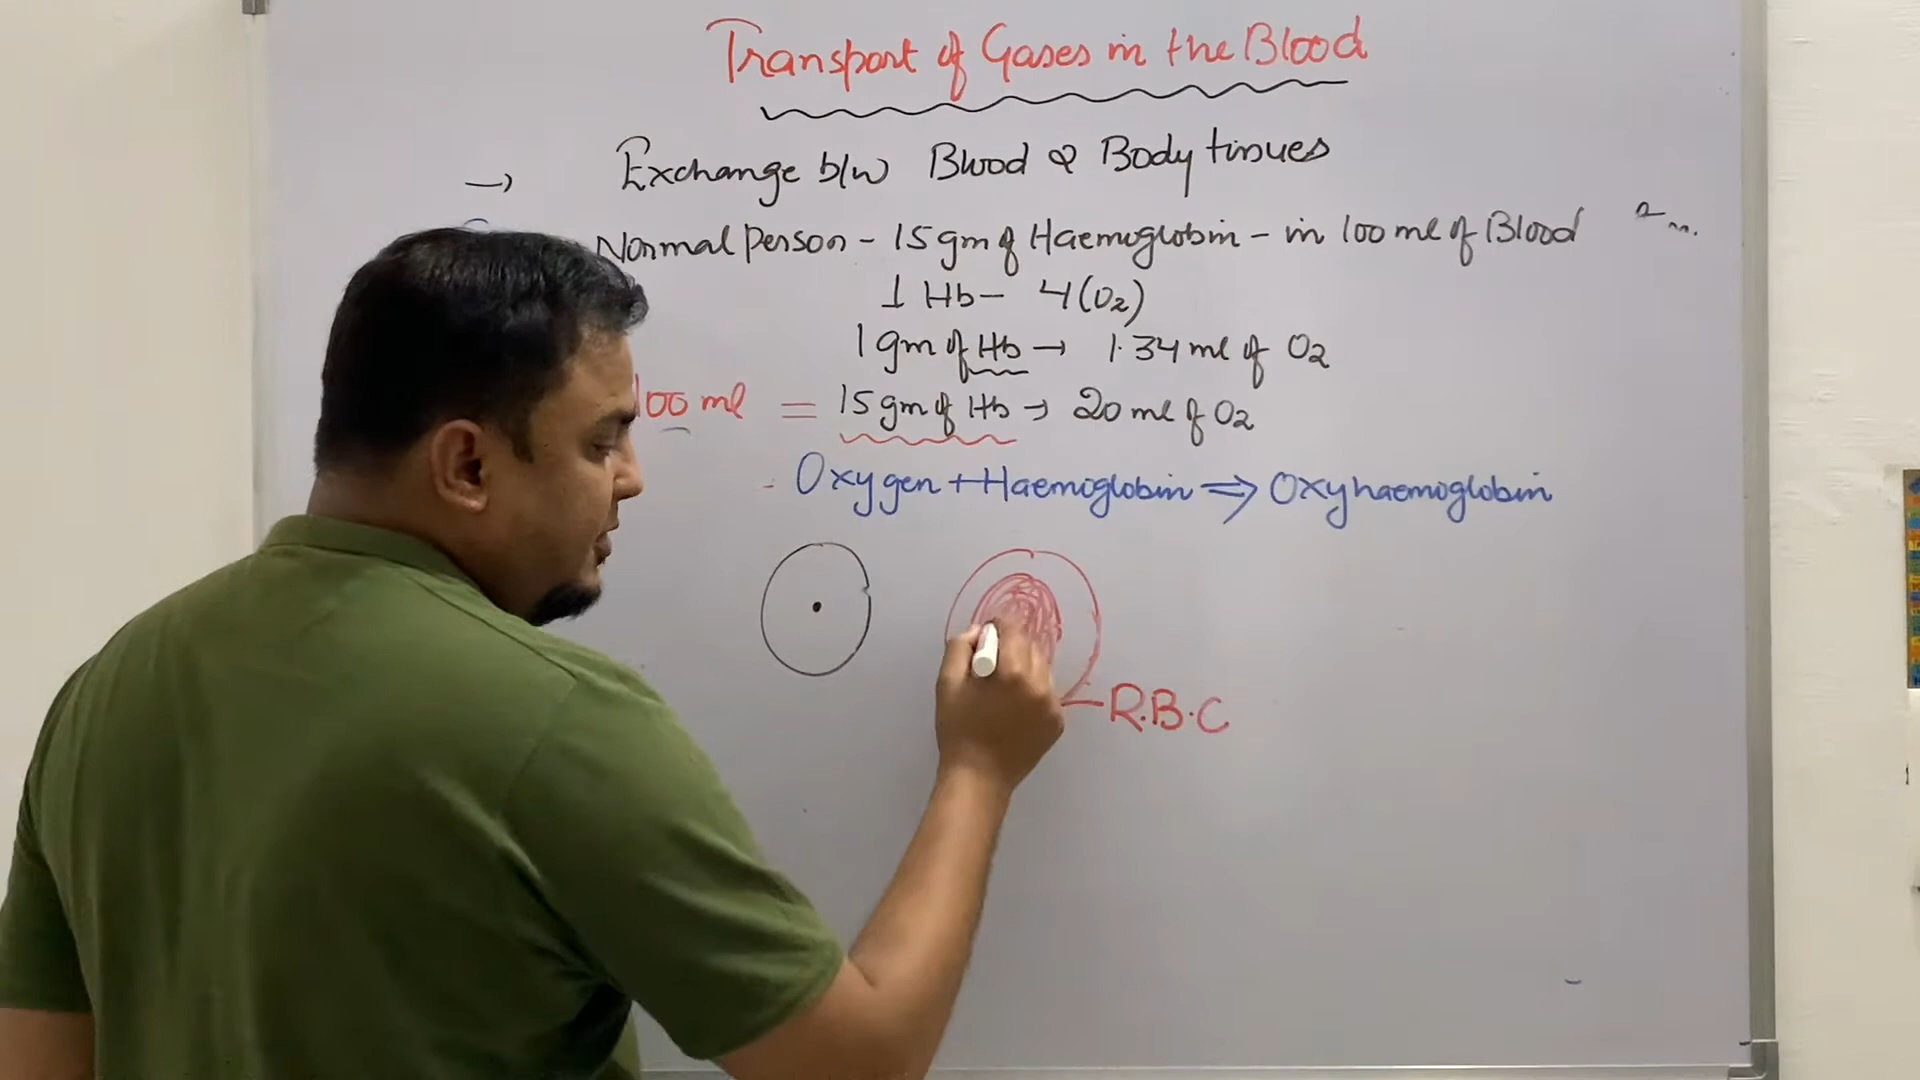 Transport of Gases in the Blood
→ Exchange b/w Blood & Body tissues
Normal Person - 15 gm of Haemoglobin - in 100 ml of Blood
1 Hb - 4(O₂)
1 gm of Hb → 1.34 ml of O₂
100 ml = 15 gm of Hb → 20 ml of O₂
- Oxygen + Haemoglobin ⇒ Oxyhaemoglobin
R.B.C